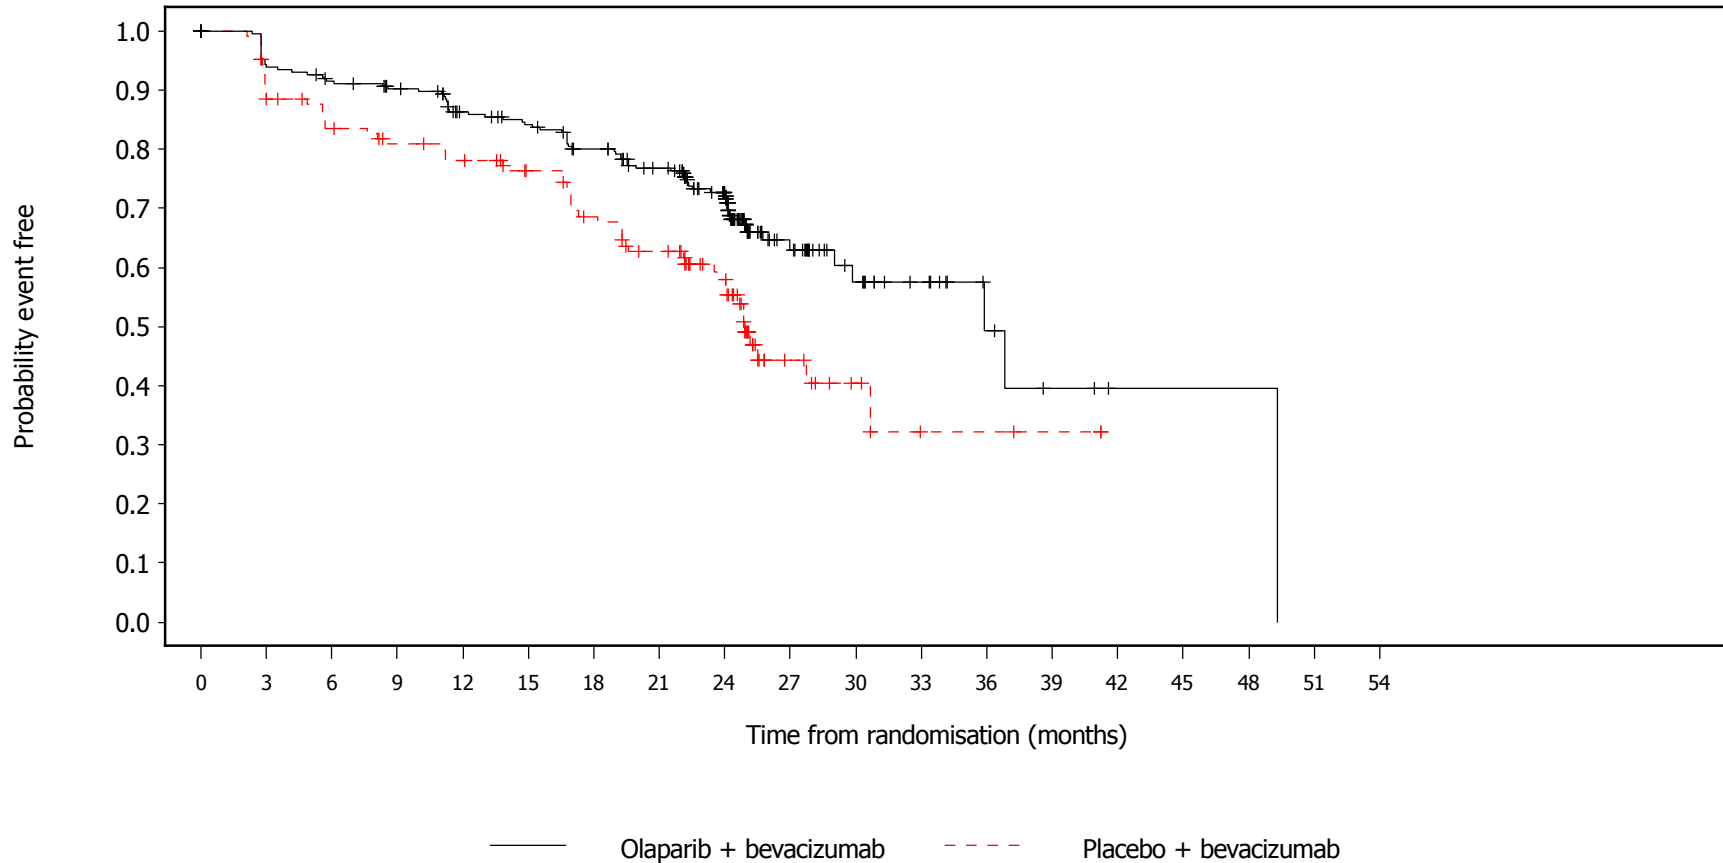 Probability event free
1.0
0.9
0.8
0.7
0.6
0.5
0.4
0.3
0.2
0.1
0.0
0 3 6 9 12 15 18 21 24 27 30 33 36 39 42 45 48 51 54
Time from randomisation (months)
Olaparib + bevacizumab Placebo + bevacizumab